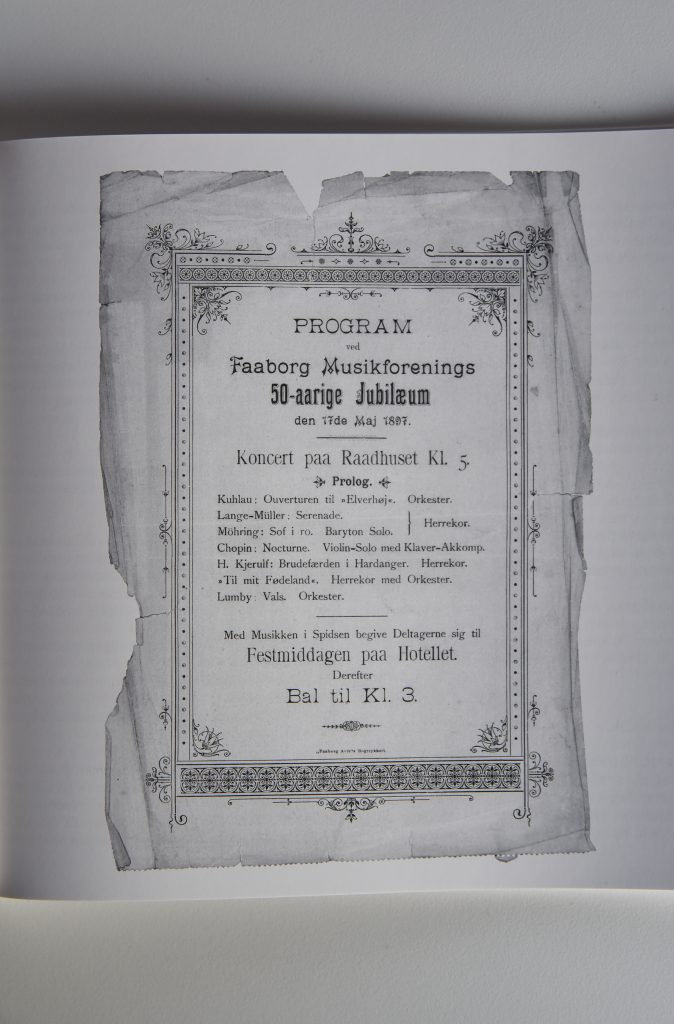 PROGRAM
ved
Faaborg Musikforenings
50-aarige Jubilæum
den 17de Maj 1897.
Koncert paa Raadhuset Kl. 5.
Prolog.
Kuhlau: Ouverturen til »Elverhøj«. Orkester.
Lange-Müller: Serenade.
Möhring: Sof i ro. Baryton Solo. } Herrekor.
Chopin: Nocturne. Violin-Solo med Klaver-Akkomp.
H. Kjerulf: Brudefærden i Hardanger. Herrekor.
»Til mit Fødeland«. Herrekor med Orkester.
Lumby: Vals. Orkester.
Med Musikken i Spidsen begive Deltagerne sig til
Festmiddagen paa Hotellet.
Derefter
Bal til Kl. 3.
„Faaborg Avis"s Bogtrykkeri.